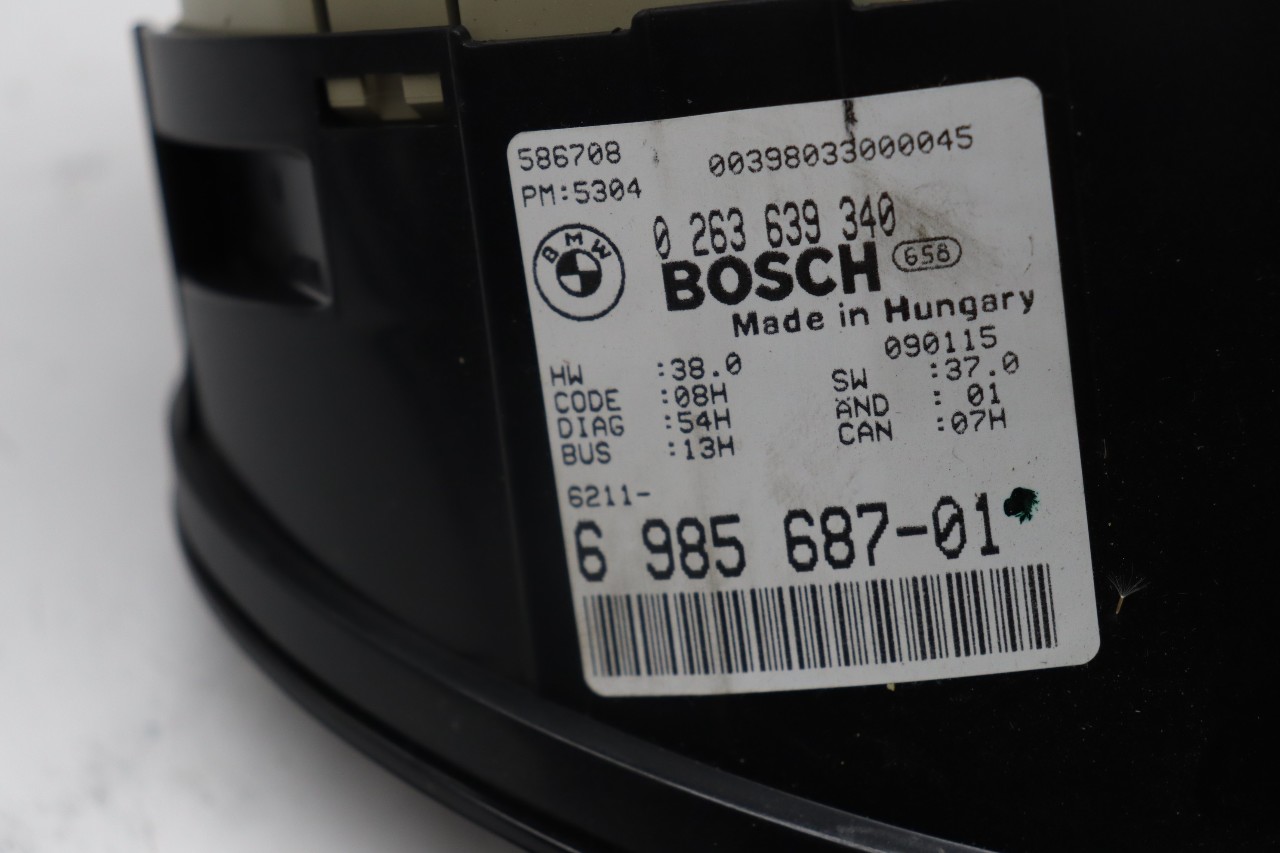 586708 00398033000045
PM:5304
BMW
0 263 639 340
BOSCH 658
Made in Hungary
090115
HW :38.0 SW :37.0
CODE :08H AND : 01
DIAG :54H CAN :07H
BUS :13H
6211-
6 985 687-01